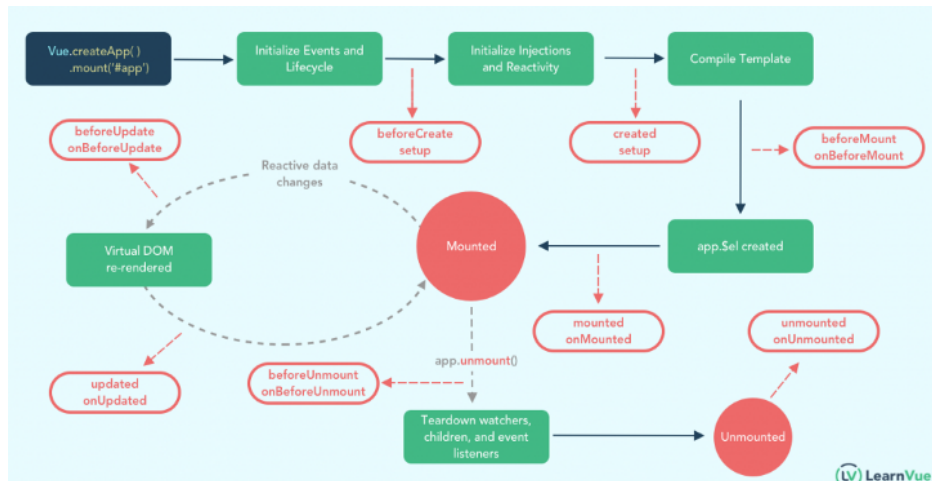 Vue.createApp( )
.mount('#app')
Initialize Events and
Lifecycle
Initialize Injections
and Reactivity
Compile Template
beforeUpdate
onBeforeUpdate
beforeCreate
setup
created
setup
beforeMount
onBeforeMount
Reactive data
changes
Virtual DOM
re-rendered
Mounted
app.$el created
mounted
onMounted
unmounted
onUnmounted
app.unmount()
updated
onUpdated
beforeUnmount
onBeforeUnmount
Teardown watchers,
children, and event
listeners
Unmounted
LV LearnVue